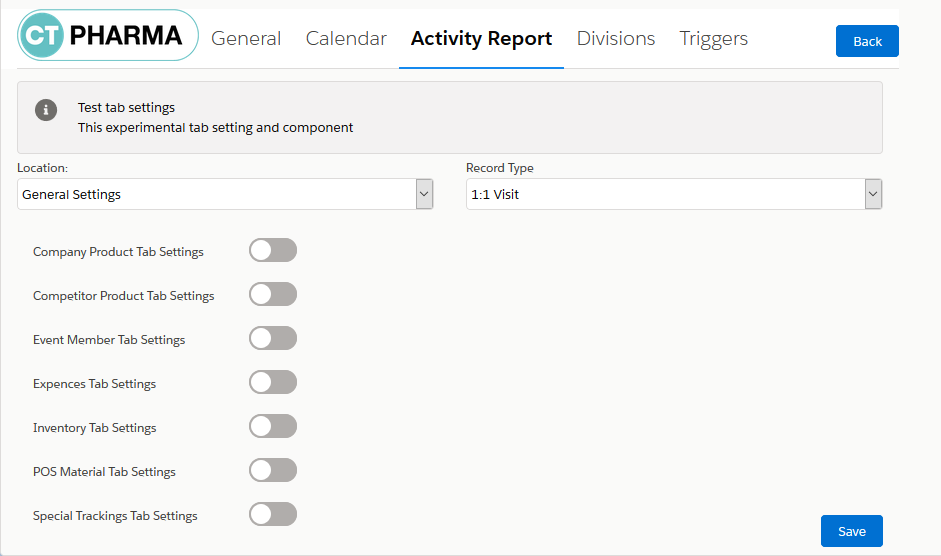 CT PHARMA General Calendar Activity Report Divisions Triggers Back
Test tab settings
This experimental tab setting and component
Location: Record Type
General Settings 1:1 Visit
Company Product Tab Settings
Competitor Product Tab Settings
Event Member Tab Settings
Expences Tab Settings
Inventory Tab Settings
POS Material Tab Settings
Special Trackings Tab Settings
Save